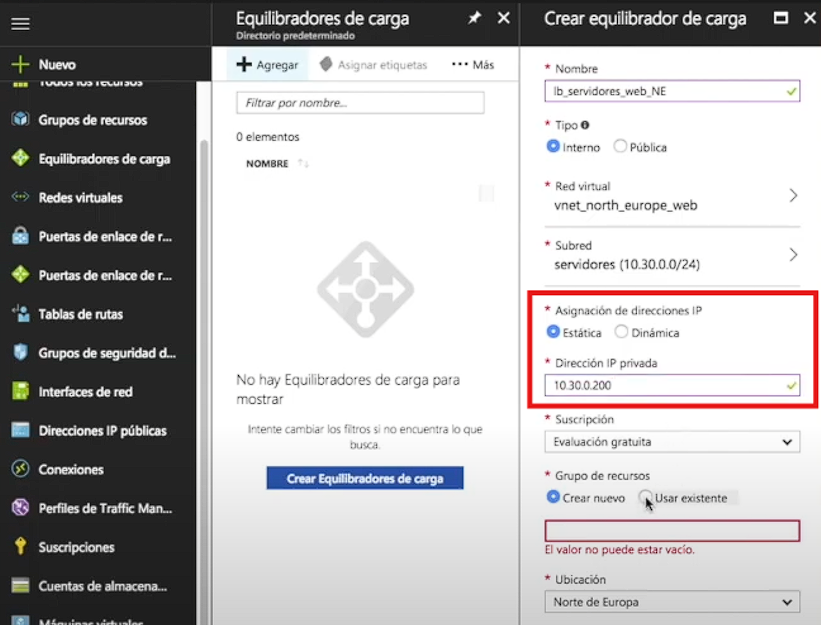 Nuevo
Todos los recursos
Grupos de recursos
Equilibradores de carga
Redes virtuales
Puertas de enlace de r...
Puertas de enlace de r...
Tablas de rutas
Grupos de seguridad d...
Interfaces de red
Direcciones IP públicas
Conexiones
Perfiles de Traffic Man...
Suscripciones
Cuentas de almacena...
Máquinas virtuales
Equilibradores de carga
Directorio predeterminado
Agregar
Asignar etiquetas
••• Más
Filtrar por nombre...
0 elementos
NOMBRE
No hay Equilibradores de carga para
mostrar
Intente cambiar los filtros si no encuentra lo que
busca.
Crear Equilibradores de carga
Crear equilibrador de carga
* Nombre
lb_servidores_web_NE
* Tipo
Interno
Pública
* Red virtual
vnet_north_europe_web
* Subred
servidores (10.30.0.0/24)
* Asignación de direcciones IP
Estática
Dinámica
* Dirección IP privada
10.30.0.200
* Suscripción
Evaluación gratuita
* Grupo de recursos
Crear nuevo
Usar existente
El valor no puede estar vacío.
* Ubicación
Norte de Europa